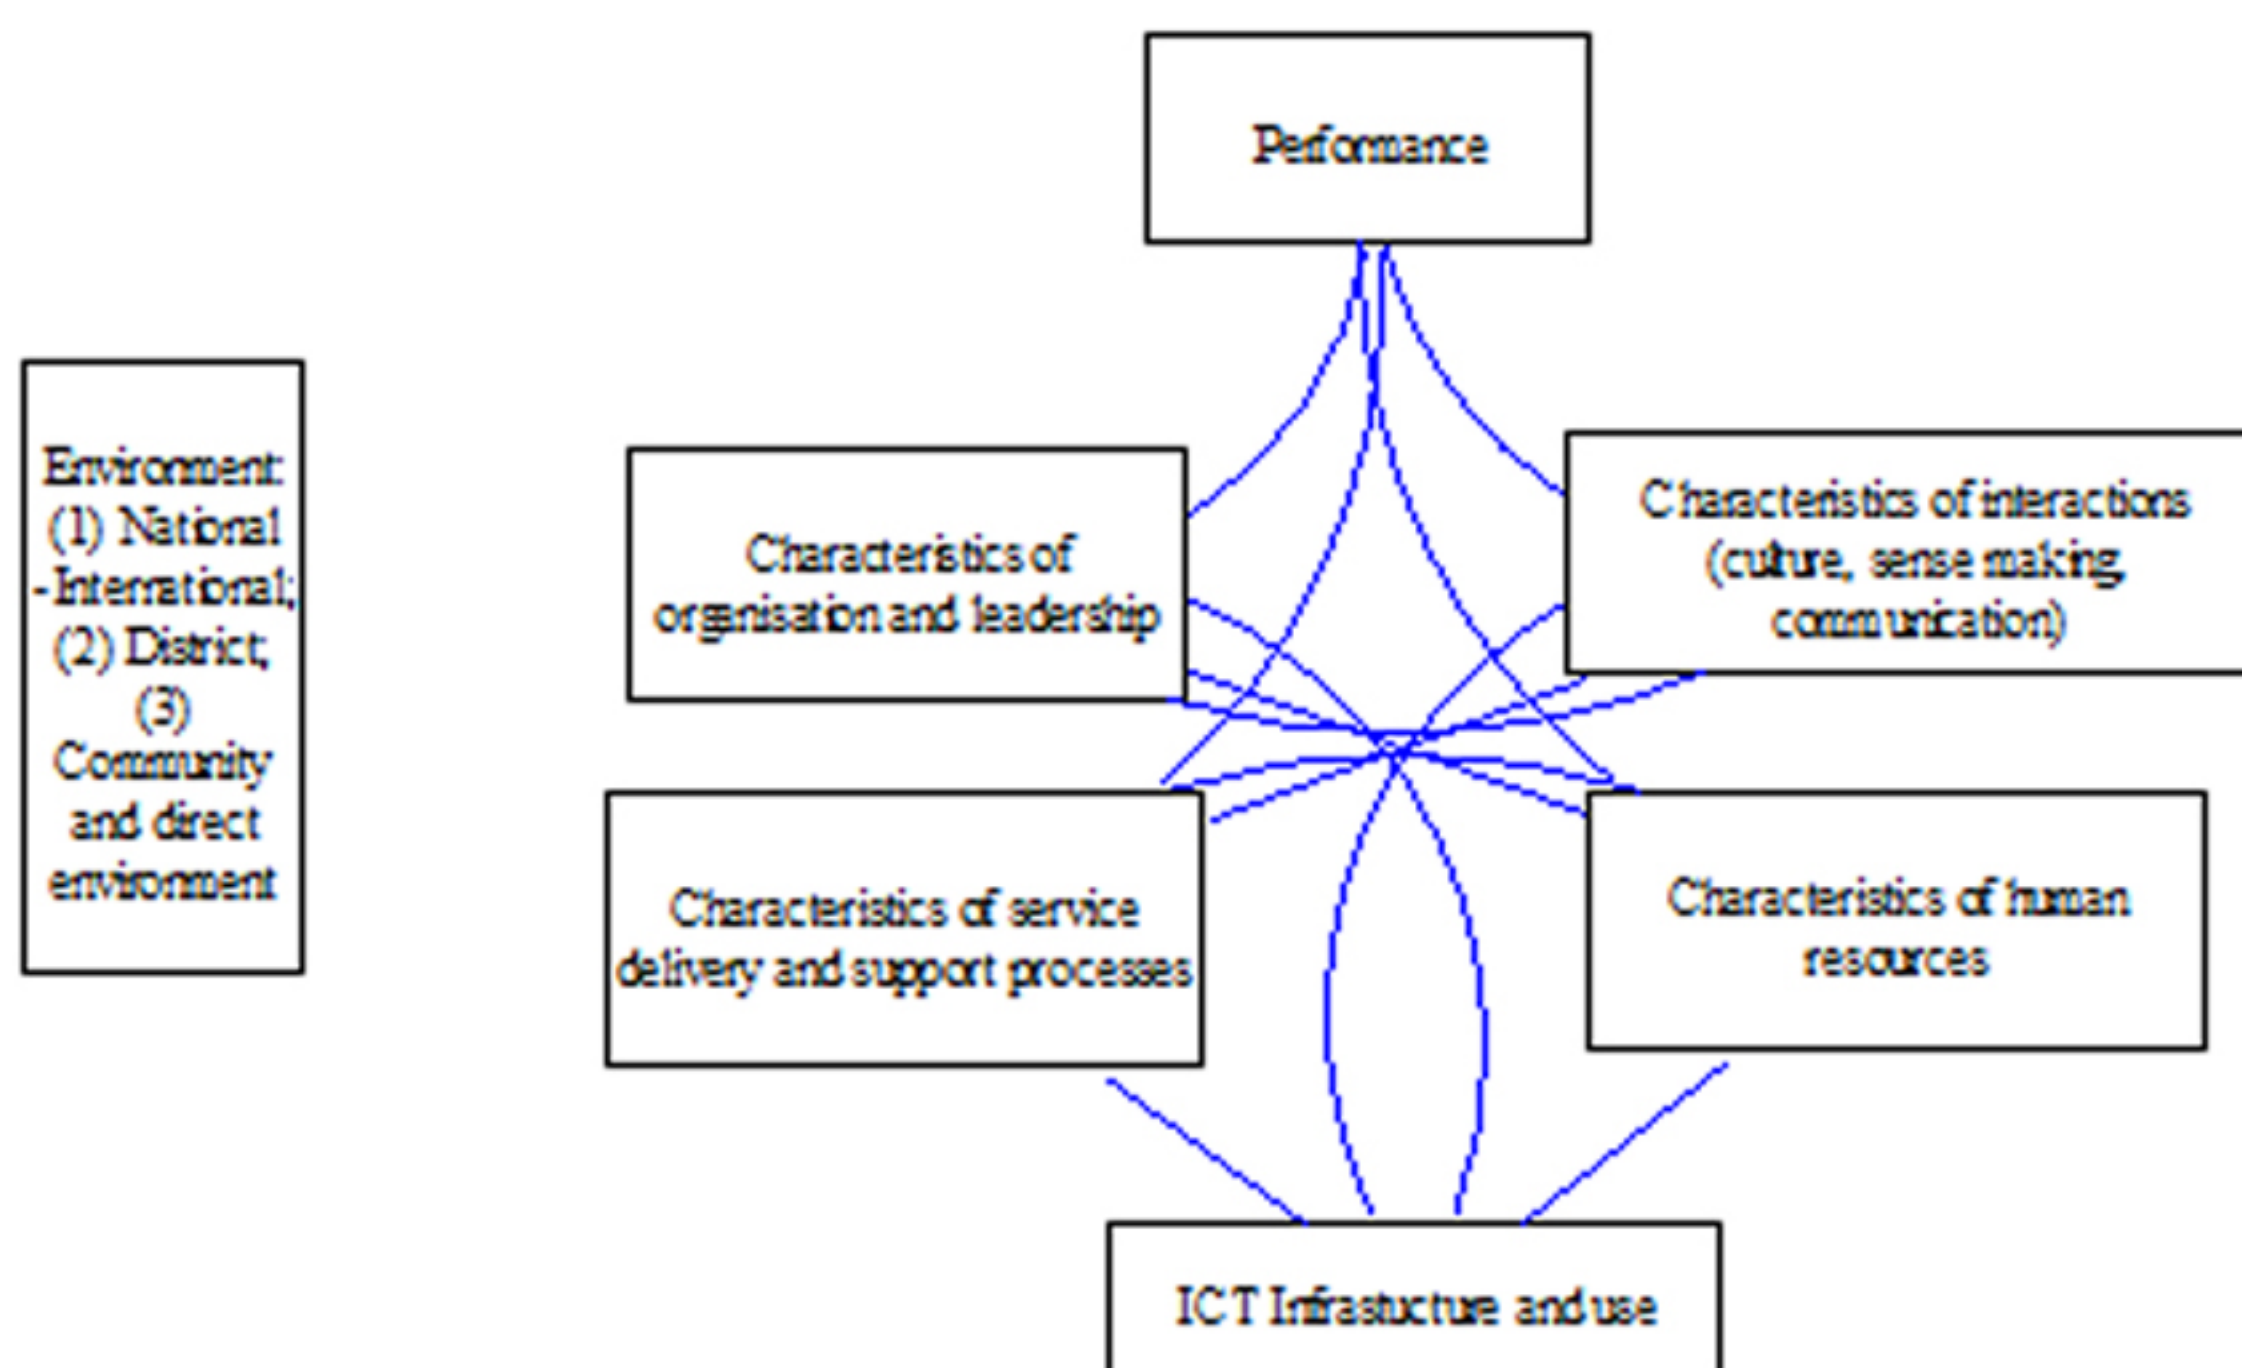 Performance
Environment:
(1) National
-International;
(2) District;
(3)
Community
and direct
environment
Characteristics of
organisation and leadership
Characteristics of interactions
(culture, sense making,
communication)
Characteristics of service
delivery and support processes
Characteristics of human
resources
ICT Infrastucture and use